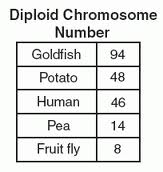 Diploid Chromosome
Number
Goldfish 94
Potato 48
Human 46
Pea 14
Fruit fly 8